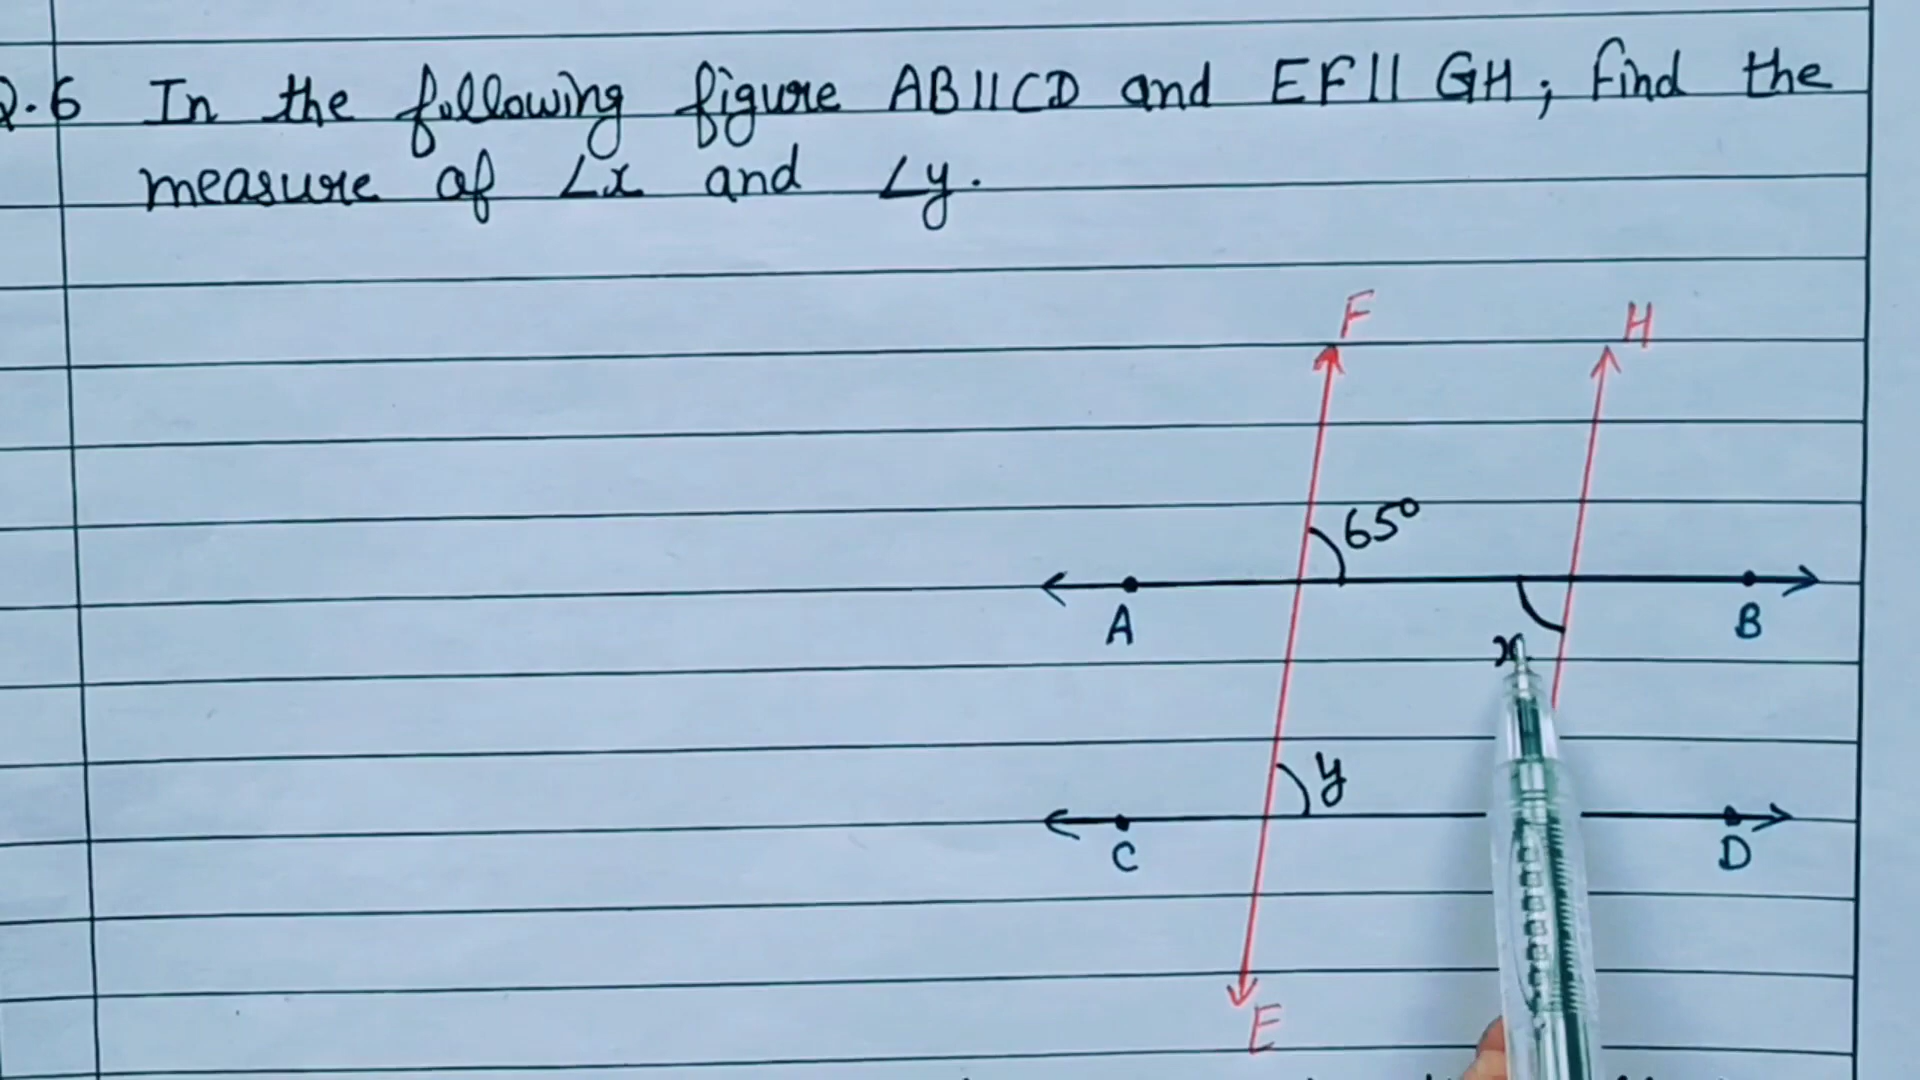 Q.6 In the following figure AB||CD and EF|| GH; Find the
measure of ∠x and ∠y.
F
H
65°
A
B
x
y
C
D
E